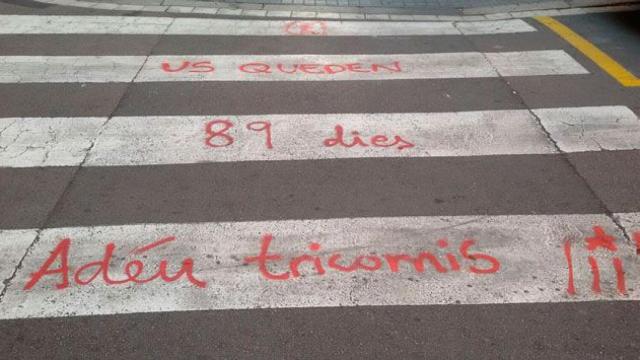 US QUEDEN
89 dies
Adéu tricornis